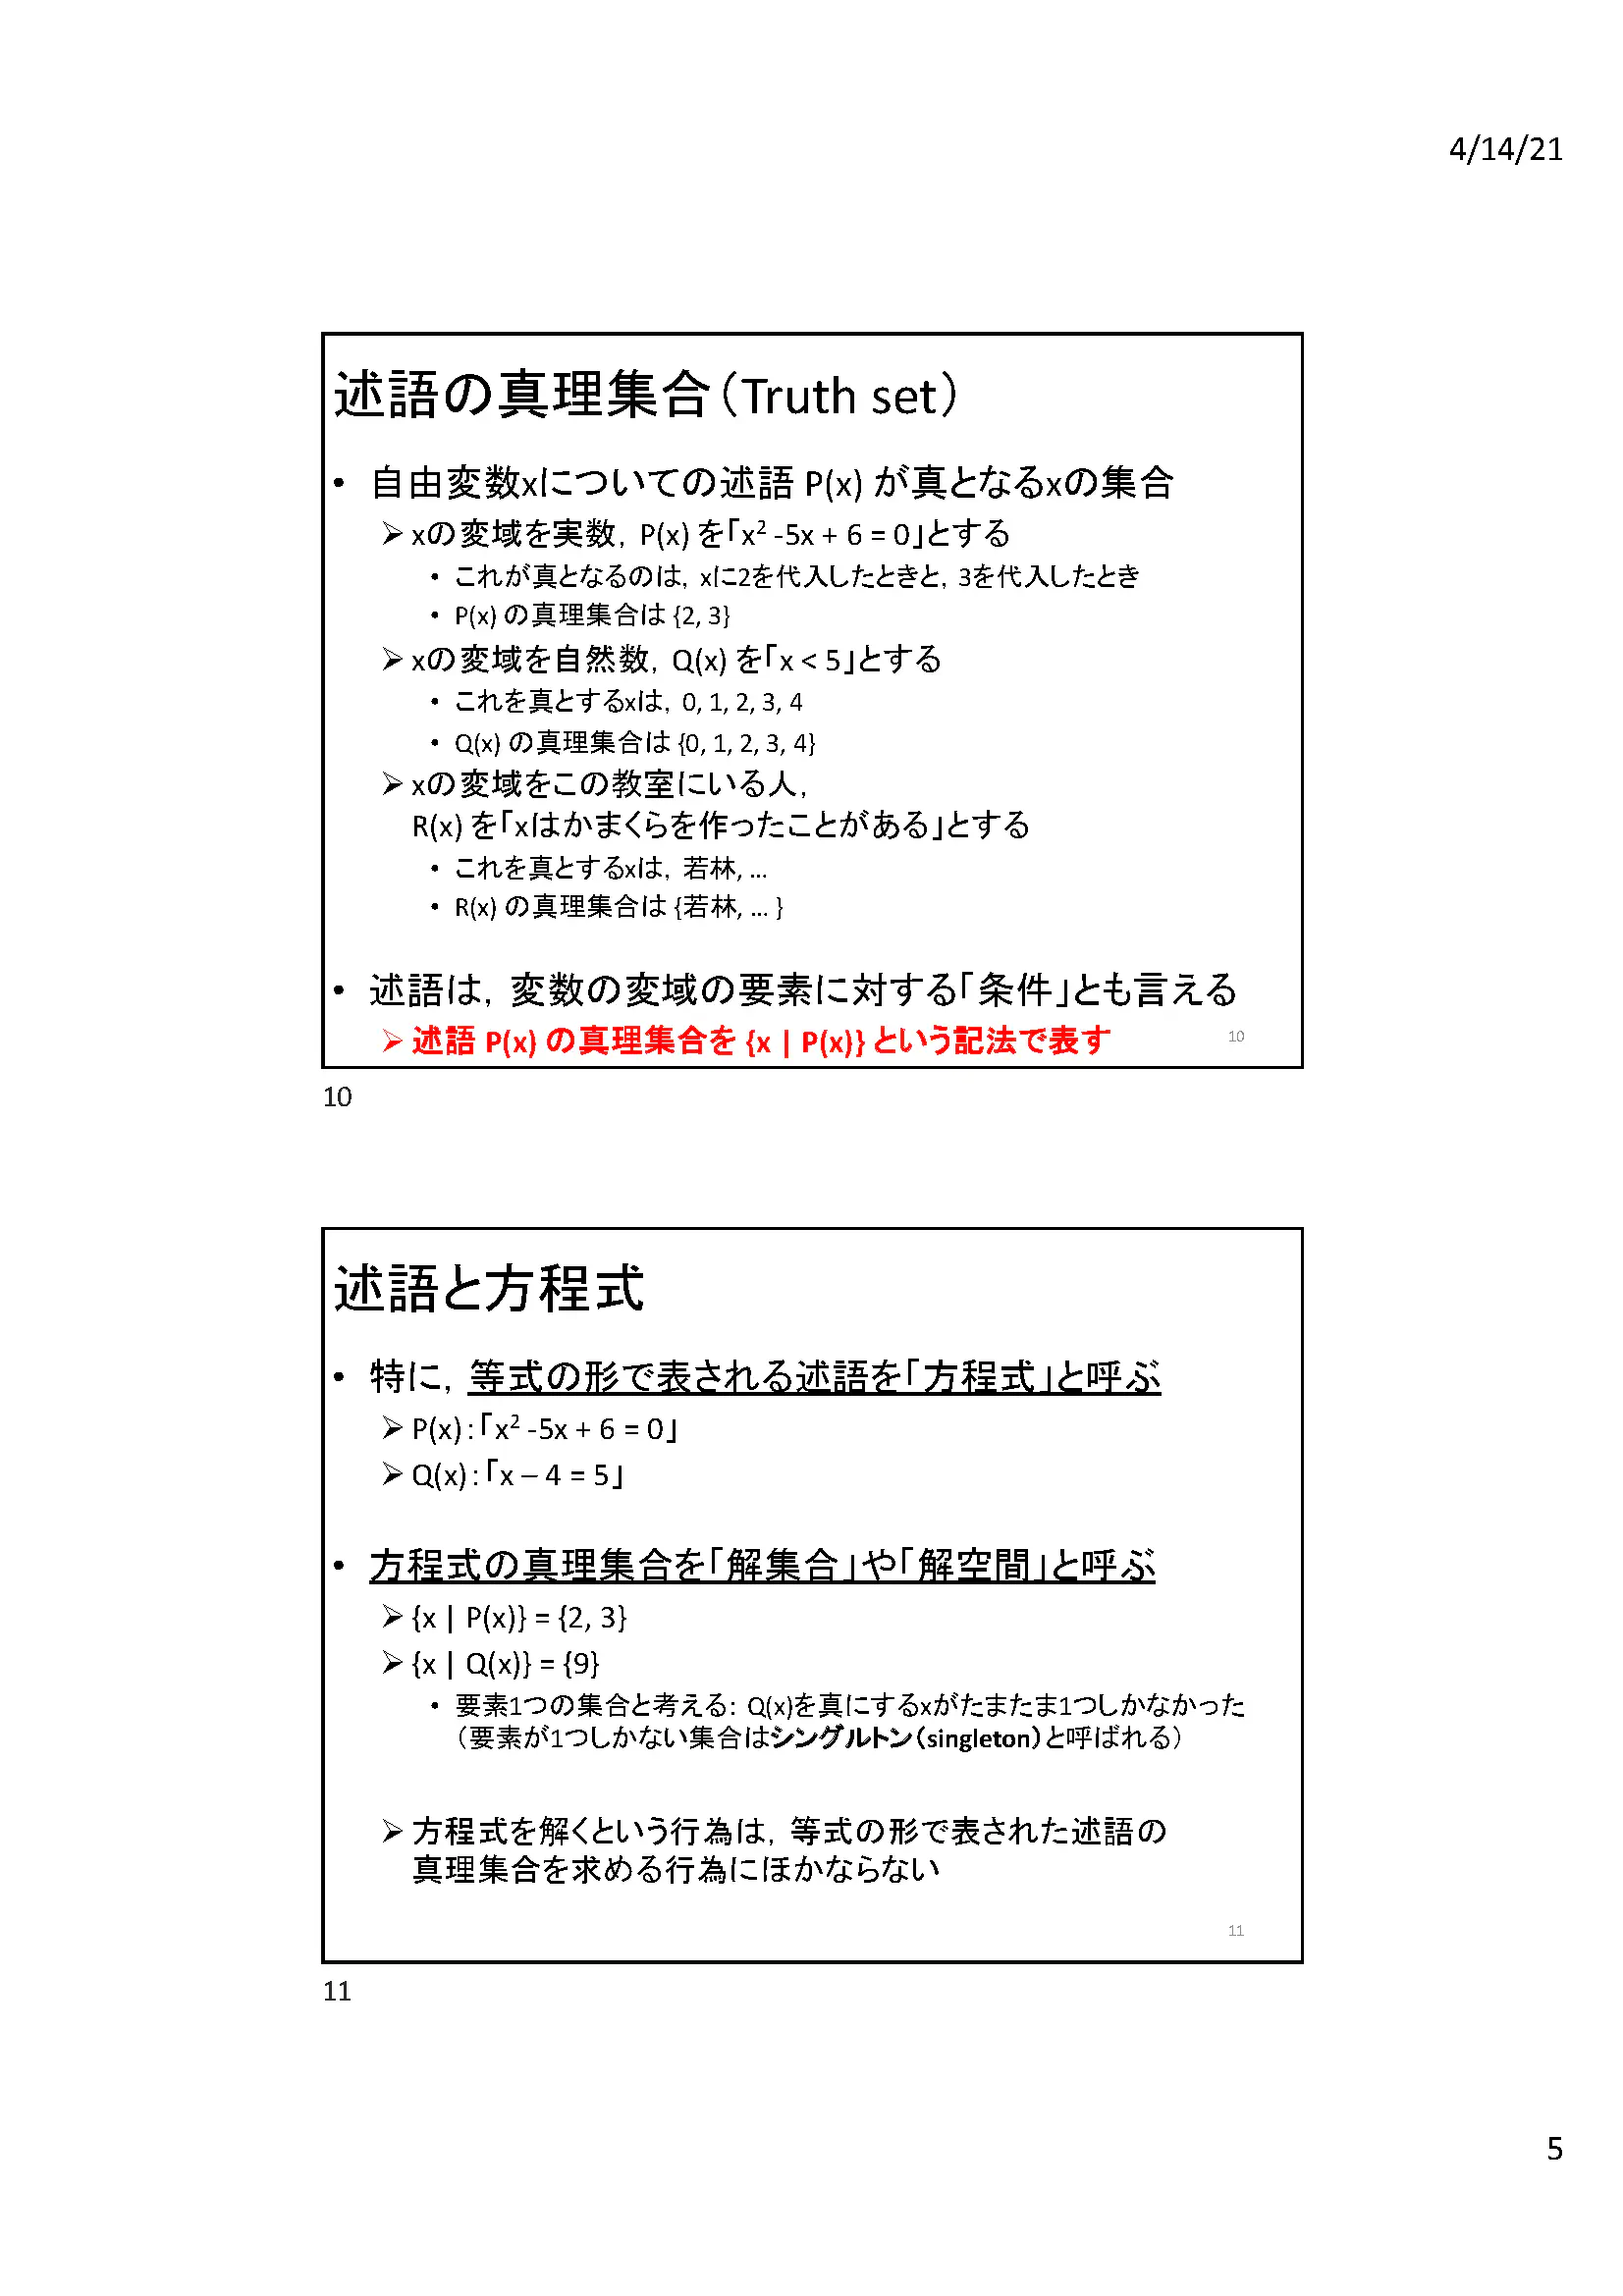 4/14/21
述語の真理集合（Truth set）
• 自由変数xについての述語 P(x) が真となるxの集合
➢ xの変域を実数，P(x) を「x² -5x + 6 = 0」とする
• これが真となるのは，xに2を代入したときと，3を代入したとき
• P(x) の真理集合は {2, 3}
➢ xの変域を自然数，Q(x) を「x < 5」とする
• これを真とするxは，0, 1, 2, 3, 4
• Q(x) の真理集合は {0, 1, 2, 3, 4}
➢ xの変域をこの教室にいる人，
R(x) を「xはかまくらを作ったことがある」とする
• これを真とするxは，若林, …
• R(x) の真理集合は {若林, … }
• 述語は，変数の変域の要素に対する「条件」とも言える
➢ 述語 P(x) の真理集合を {x | P(x)} という記法で表す
10
10
述語と方程式
• 特に，等式の形で表される述語を「方程式」と呼ぶ
➢ P(x)：「x² -5x + 6 = 0」
➢ Q(x)：「x – 4 = 5」
• 方程式の真理集合を「解集合」や「解空間」と呼ぶ
➢ {x | P(x)} = {2, 3}
➢ {x | Q(x)} = {9}
• 要素1つの集合と考える： Q(x)を真にするxがたまたま1つしかなかった
（要素が1つしかない集合はシングルトン（singleton）と呼ばれる）
➢ 方程式を解くという行為は，等式の形で表された述語の
真理集合を求める行為にほかならない
11
11
5